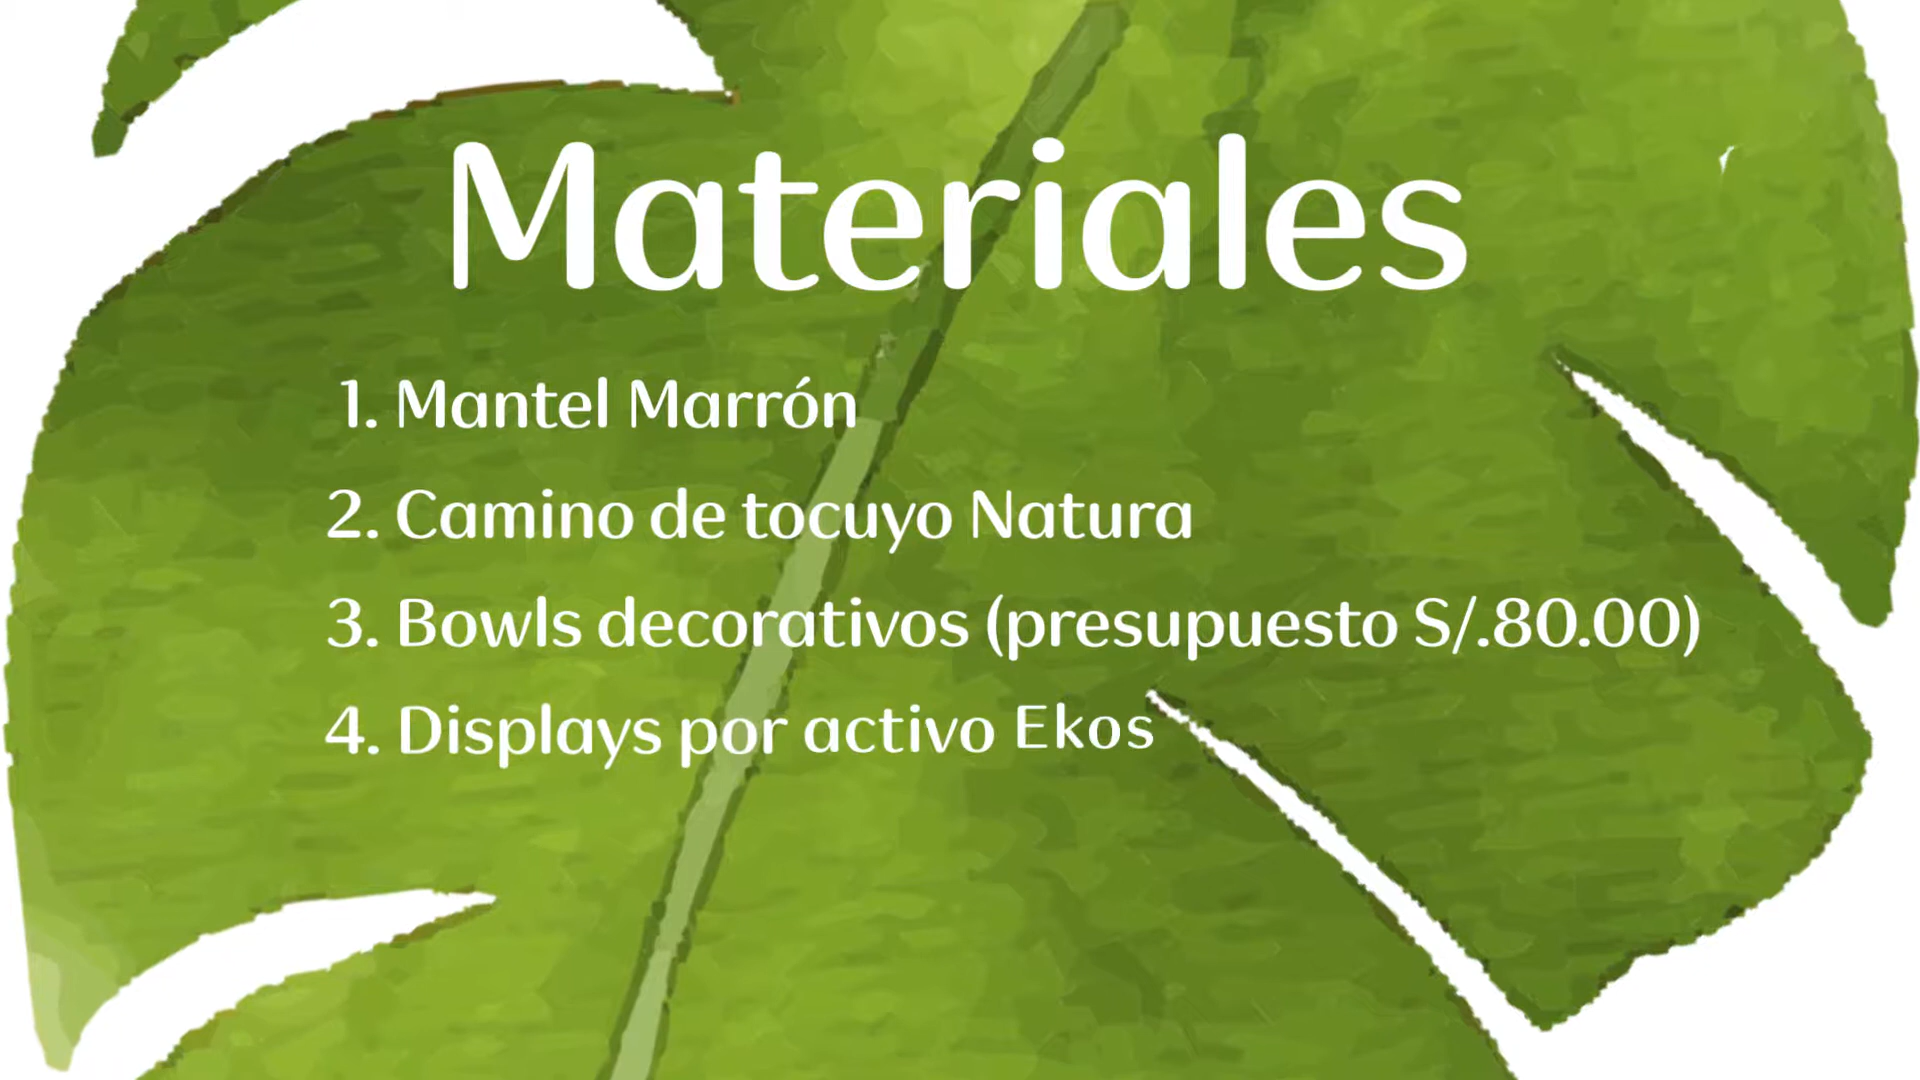 Materiales
1. Mantel Marrón
2. Camino de tocuyo Natura
3. Bowls decorativos (presupuesto S/.80.00)
4. Displays por activo Ekos